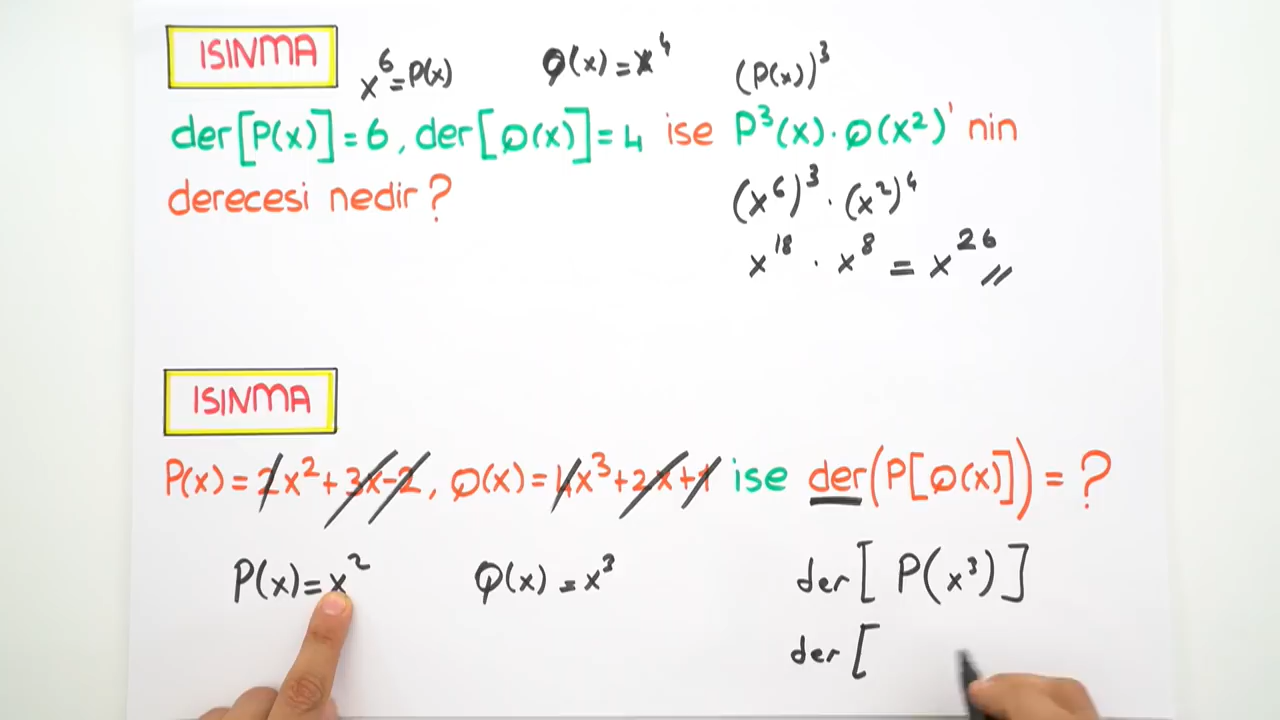 ISINMA
x⁶ = P(x)   Q(x) = x⁴   (P(x))³
der[P(x)] = 6, der[Q(x)] = 4 ise P³(x) · Q(x²)' nin
derecesi nedir?
(x⁶)³ · (x²)⁴
x¹⁸ · x⁸ = x²⁶ //
ISINMA
P(x) = 2x² + 3x - 2, Q(x) = 4x³ + 2x + 1 ise der(P[Q(x)]) = ?
P(x) = x²   Q(x) = x³   der[P(x³)]
der[